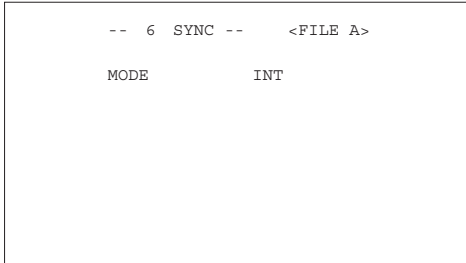 -- 6 SYNC -- <FILE A>
MODE INT